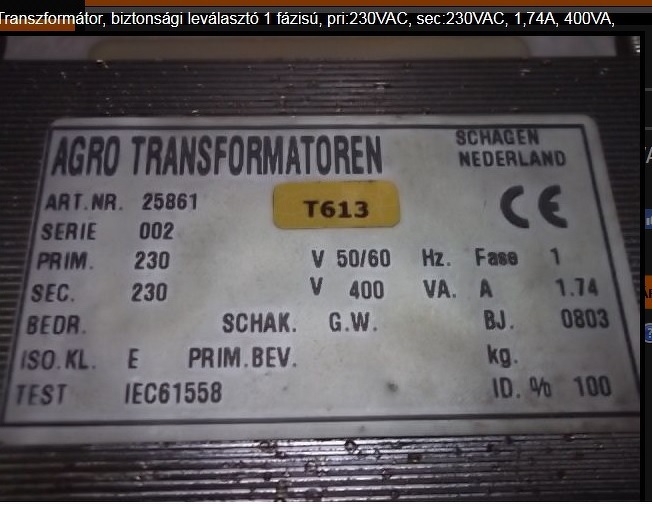 Transzformátor, biztonsági leválasztó 1 fázisú, pri:230VAC, sec:230VAC, 1,74A, 400VA,
AGRO TRANSFORMATOREN
SCHAGEN
NEDERLAND
ART.NR. 25861
T613
CE
SERIE 002
PRIM. 230 V 50/60 Hz. Fase 1
SEC. 230 V 400 VA. A 1.74
BEDR. SCHAK. G.W. BJ. 0803
ISO.KL. E PRIM.BEV. kg.
TEST IEC61558 ID.% 100